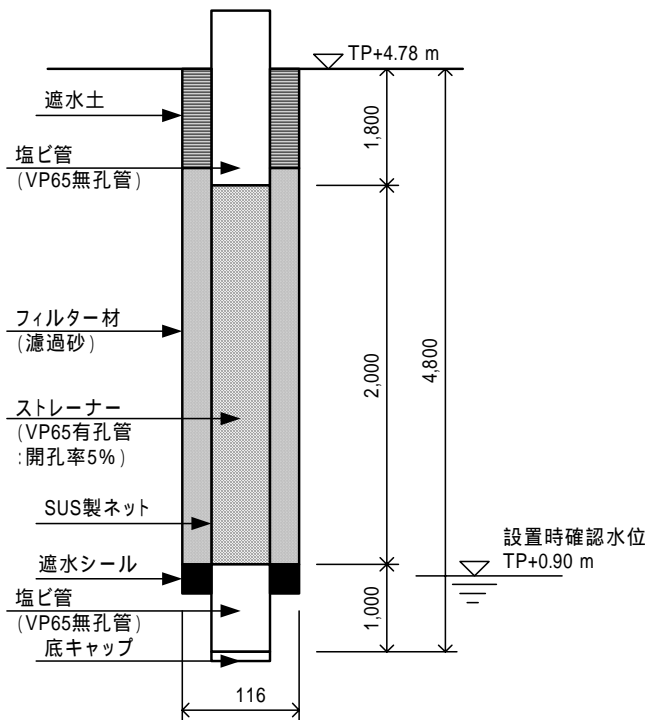 TP+4.78 m
遮水土
塩ビ管
(VP65無孔管)
フィルター材
(濾過砂)
ストレーナー
(VP65有孔管
:開孔率5%)
SUS製ネット
遮水シール
塩ビ管
(VP65無孔管)
底キャップ
1,800
2,000
4,800
1,000
設置時確認水位
TP+0.90 m
116